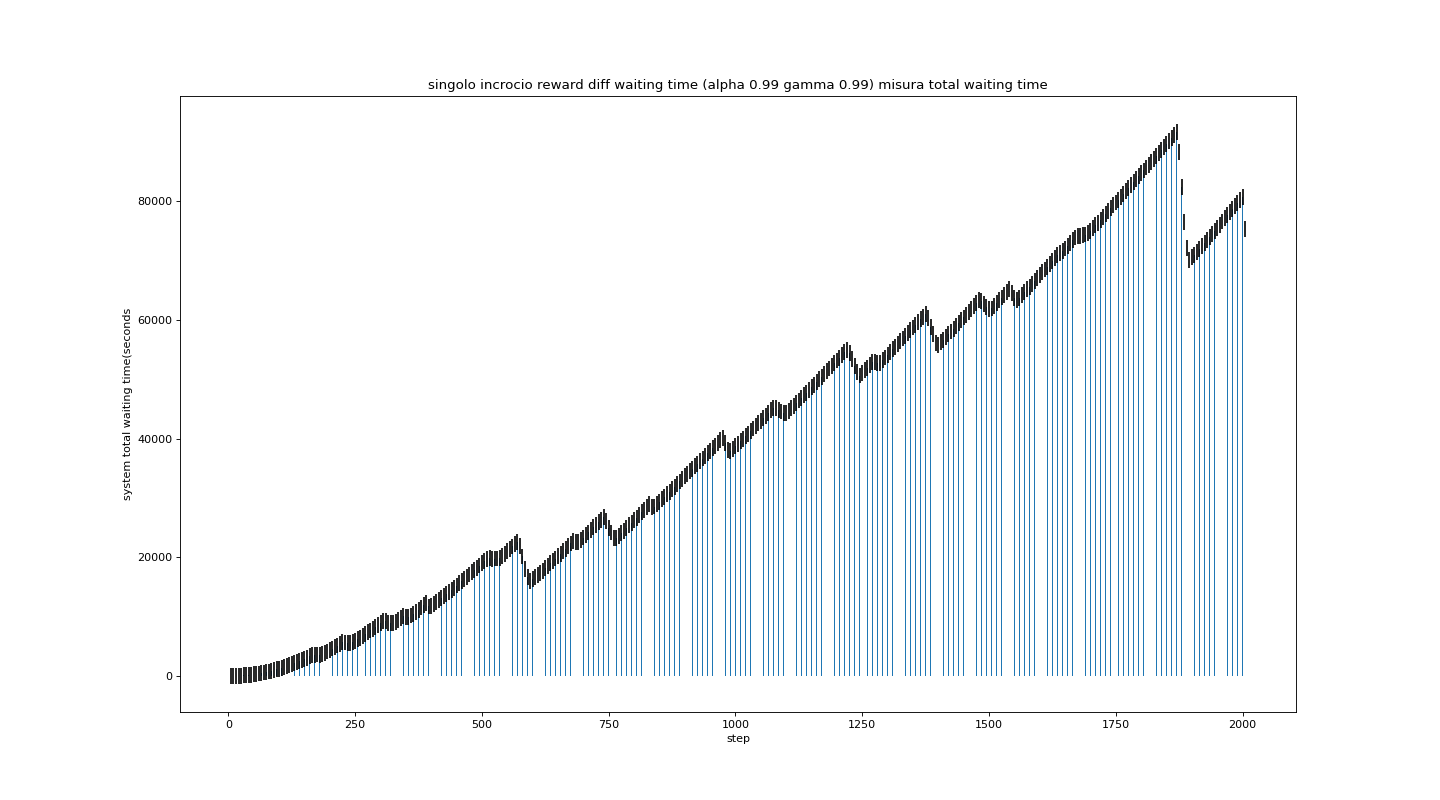 singolo incrocio reward diff waiting time (alpha 0.99 gamma 0.99) misura total waiting time
80000
60000
40000
20000
0
system total waiting time(seconds
0 250 500 750 1000 1250 1500 1750 2000
step